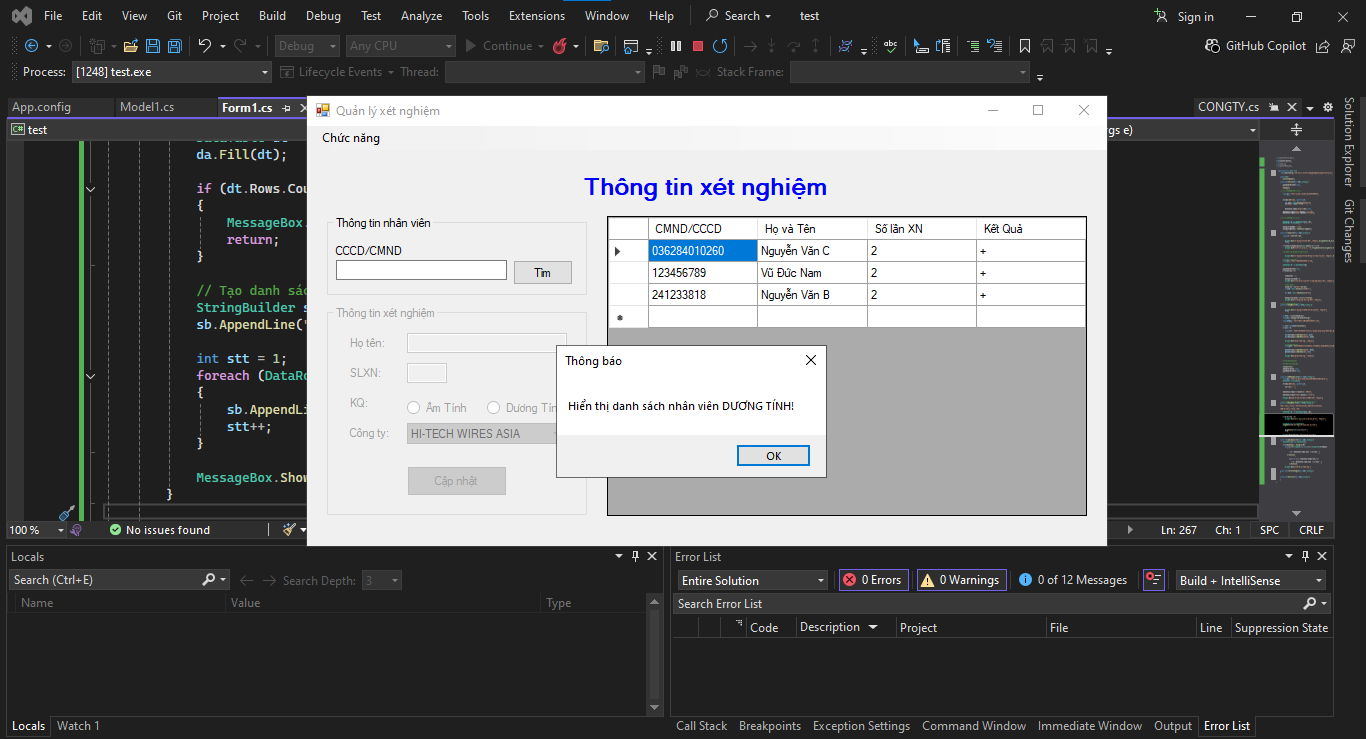 File Edit View Git Project Build Debug Test Analyze Tools Extensions Window Help Search test Sign in
Debug Any CPU Continue GitHub Copilot
Process: [1248] test.exe Lifecycle Events Thread: Stack Frame:
App.config Model1.cs Form1.cs CONGTY.cs
test
gs e)
da.Fill(dt);
if (dt.Rows.Cou
{
MessageBox.
return;
}
// Tạo danh sác
StringBuilder s
sb.AppendLine("
int stt = 1;
foreach (DataRo
{
sb.AppendLi
stt++;
}
MessageBox.Show
}
Quản lý xét nghiệm
Chức năng
Thông tin xét nghiệm
Thông tin nhân viên
CCCD/CMND
Tìm
Thông tin xét nghiệm
Họ tên:
SLXN:
KQ: Âm Tính Dương Tín
Công ty: HI-TECH WIRES ASIA
Cập nhật
CMND/CCCD Họ và Tên Số lần XN Kết Quả
036284010260 Nguyễn Văn C 2 +
123456789 Vũ Đức Nam 2 +
241233818 Nguyễn Văn B 2 +
Thông báo
Hiển thị danh sách nhân viên DƯƠNG TÍNH!
OK
Solution Explorer
Git Changes
100 % No issues found Ln: 267 Ch: 1 SPC CRLF
Locals
Search (Ctrl+E) Search Depth: 3
Name Value Type
Locals Watch 1
Error List
Entire Solution 0 Errors 0 Warnings 0 of 12 Messages Build + IntelliSense
Search Error List
Code Description Project File Line Suppression State
Call Stack Breakpoints Exception Settings Command Window Immediate Window Output Error List